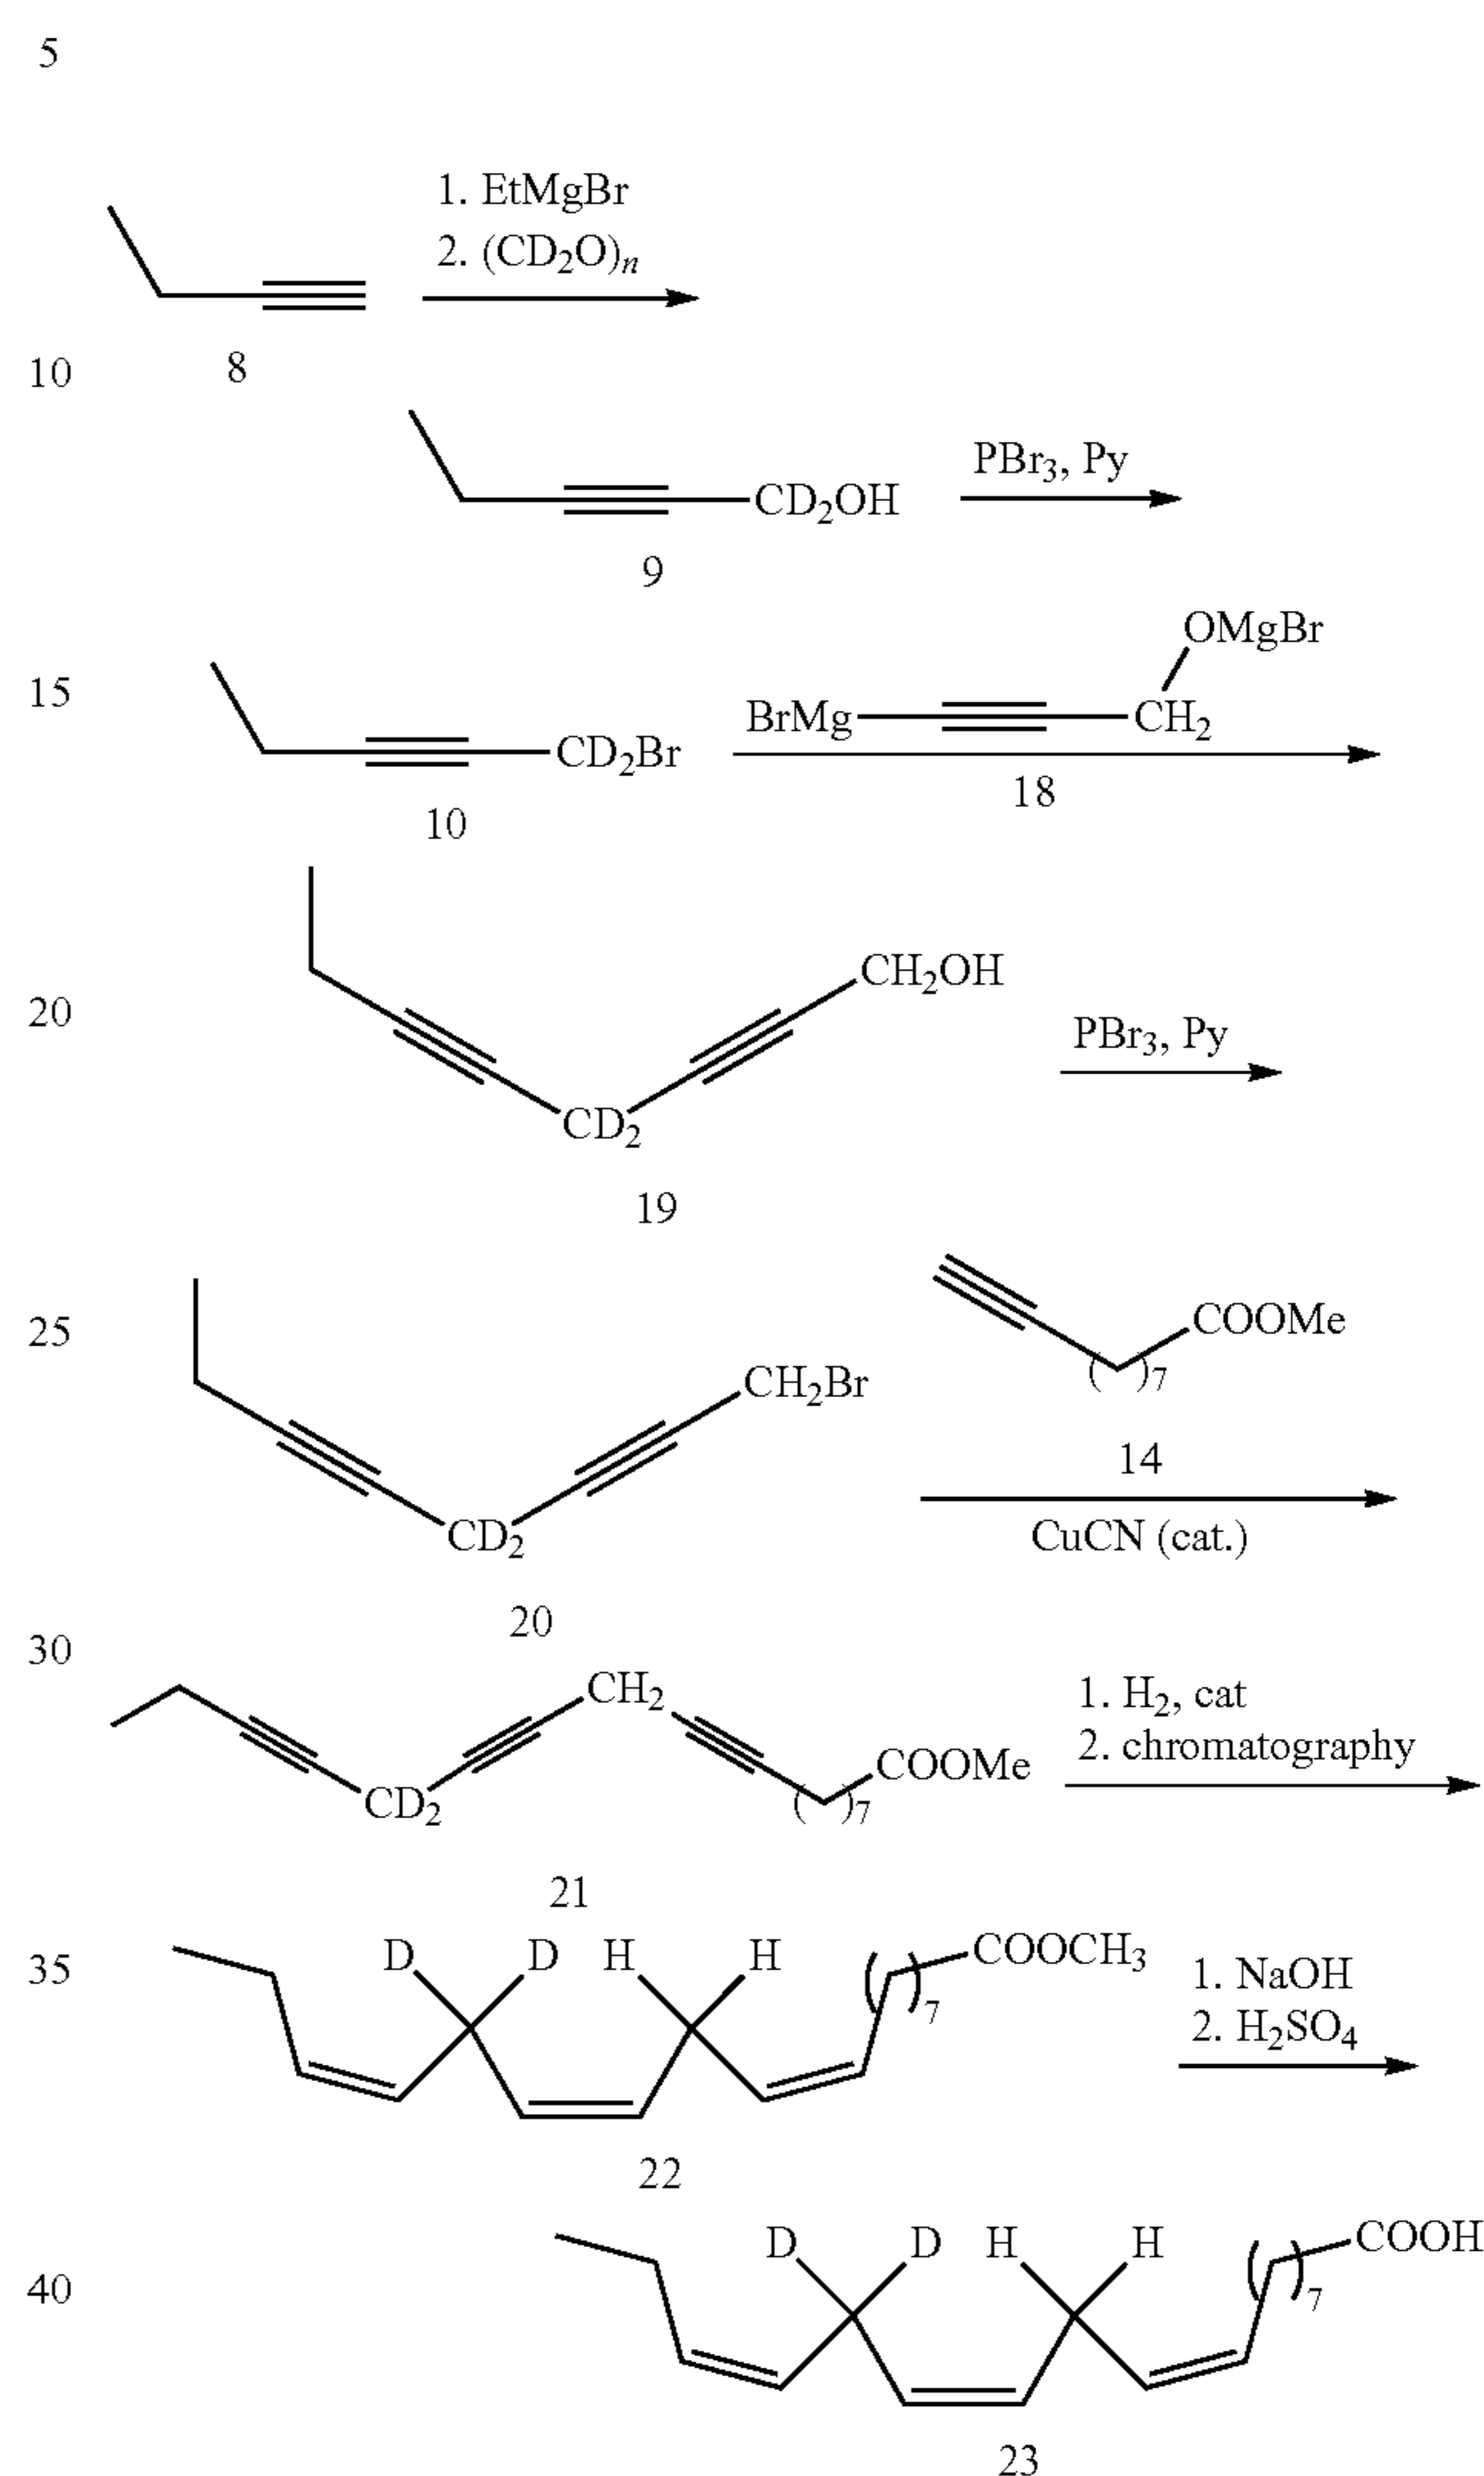 5
1. EtMgBr
2. (CD2O)n
8
10
CD2OH
PBr3, Py
9
OMgBr
15
BrMg
CH2
CD2Br
18
10
CH2OH
20
PBr3, Py
CD2
19
25
COOMe
( )7
CH2Br
14
CD2
CuCN (cat.)
20
30
CH2
1. H2, cat
2. chromatography
COOMe
CD2
( )7
21
35
D D H H
COOCH3
( )7
1. NaOH
2. H2SO4
22
D D H H
COOH
( )7
40
23